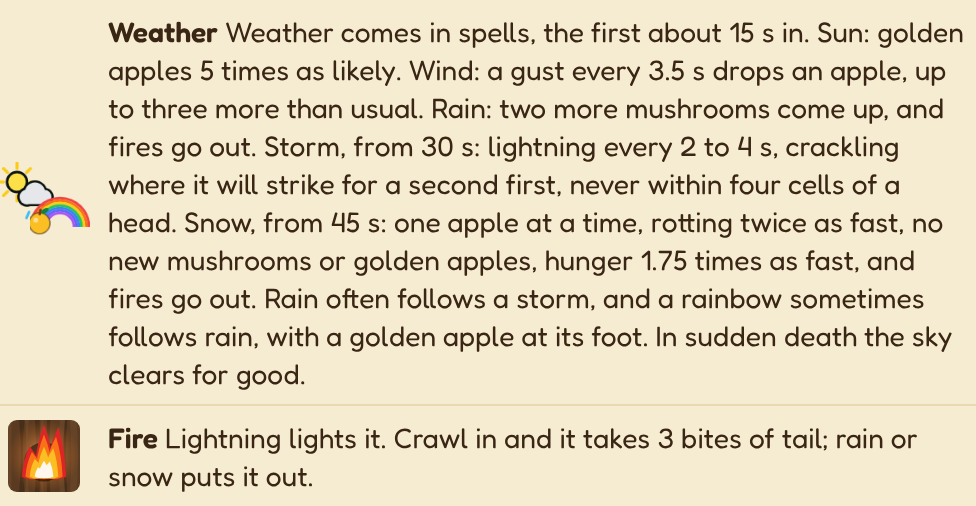 Weather Weather comes in spells, the first about 15 s in. Sun: golden
apples 5 times as likely. Wind: a gust every 3.5 s drops an apple, up
to three more than usual. Rain: two more mushrooms come up, and
fires go out. Storm, from 30 s: lightning every 2 to 4 s, crackling
where it will strike for a second first, never within four cells of a
head. Snow, from 45 s: one apple at a time, rotting twice as fast, no
new mushrooms or golden apples, hunger 1.75 times as fast, and
fires go out. Rain often follows a storm, and a rainbow sometimes
follows rain, with a golden apple at its foot. In sudden death the sky
clears for good.
Fire Lightning lights it. Crawl in and it takes 3 bites of tail; rain or
snow puts it out.